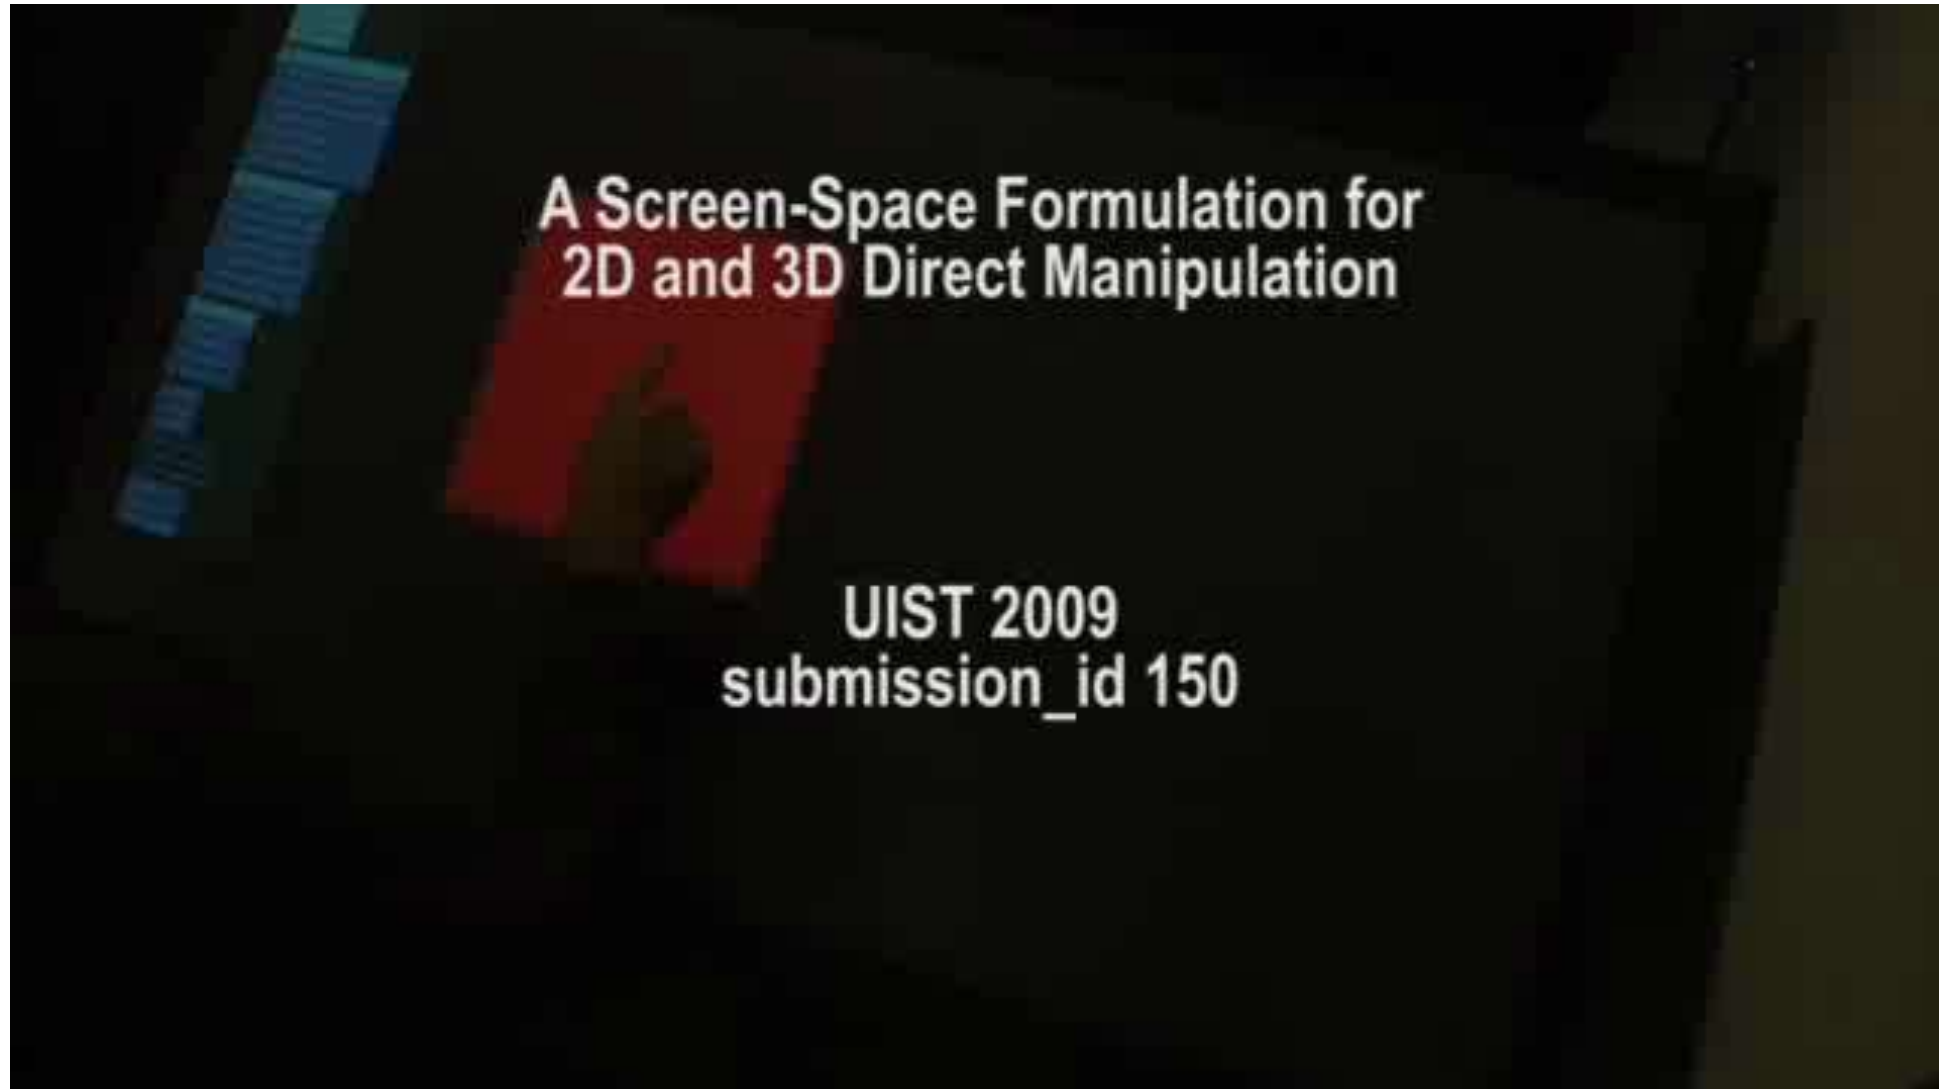 A Screen-Space Formulation for
2D and 3D Direct Manipulation
UIST 2009
submission_id 150